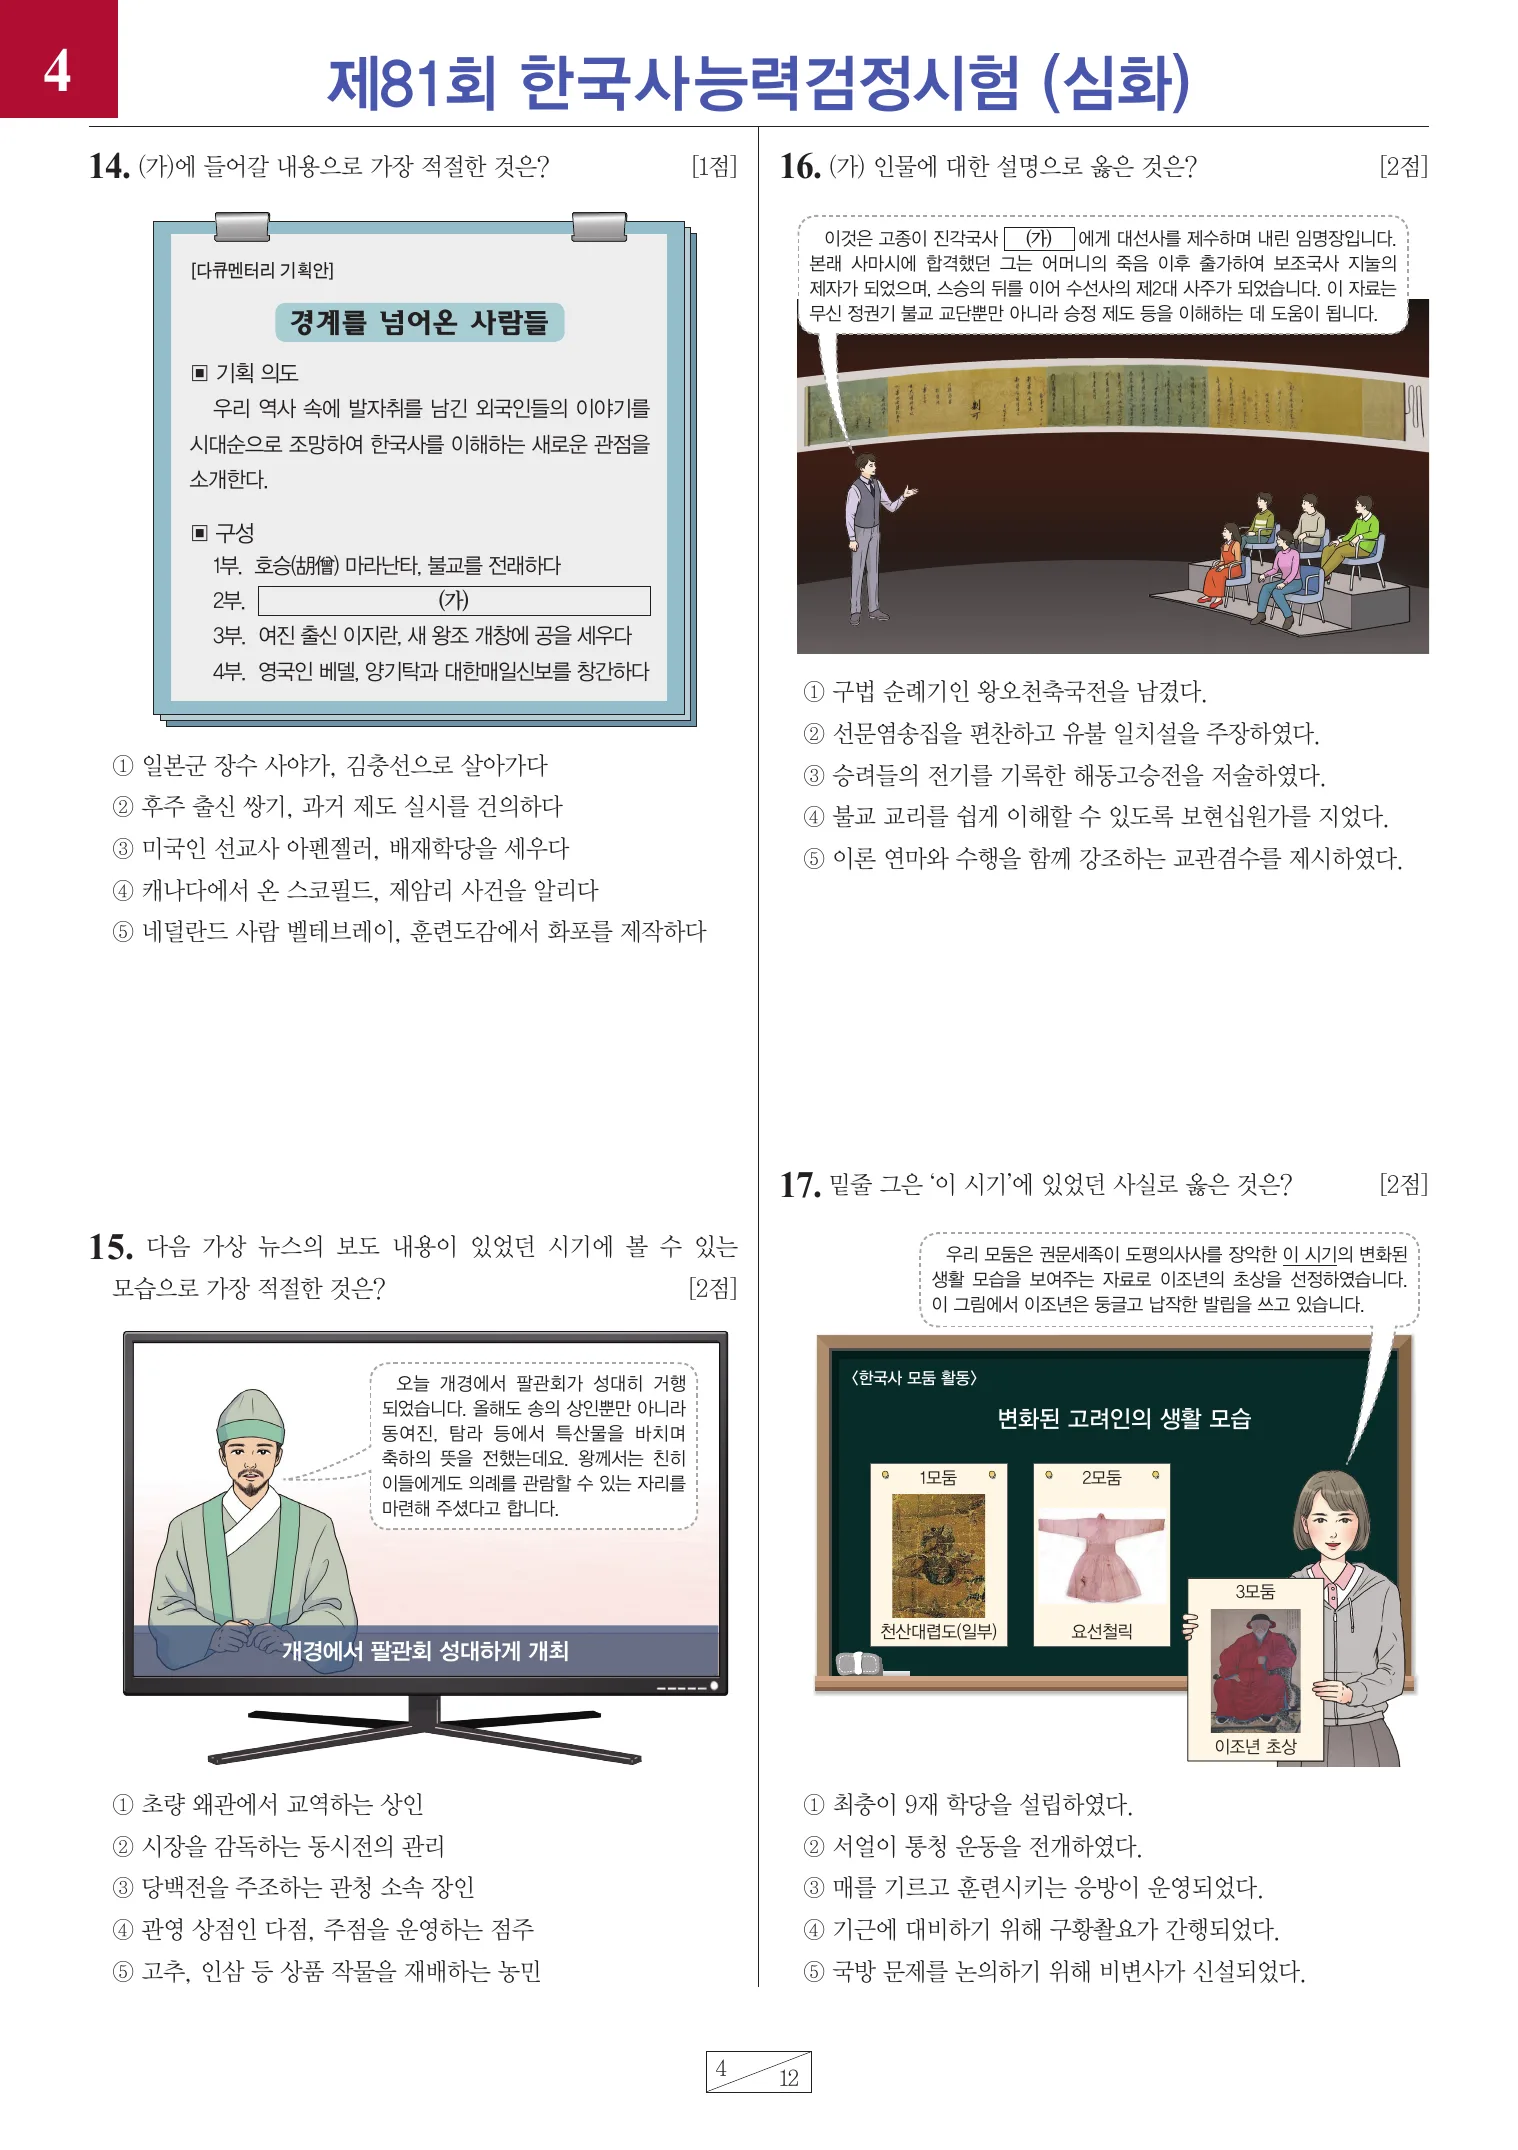 4
제81회 한국사능력검정시험 (심화)
14. (가)에 들어갈 내용으로 가장 적절한 것은? [1점]
[다큐멘터리 기획안]
경계를 넘어온 사람들
▣ 기획 의도
우리 역사 속에 발자취를 남긴 외국인들의 이야기를
시대순으로 조망하여 한국사를 이해하는 새로운 관점을
소개한다.
▣ 구성
1부. 호승(胡僧) 마라난타, 불교를 전래하다
2부. (가)
3부. 여진 출신 이지란, 새 왕조 개창에 공을 세우다
4부. 영국인 베델, 양기탁과 대한매일신보를 창간하다
① 일본군 장수 사야가, 김충선으로 살아가다
② 후주 출신 쌍기, 과거 제도 실시를 건의하다
③ 미국인 선교사 아펜젤러, 배재학당을 세우다
④ 캐나다에서 온 스코필드, 제암리 사건을 알리다
⑤ 네덜란드 사람 벨테브레이, 훈련도감에서 화포를 제작하다
15. 다음 가상 뉴스의 보도 내용이 있었던 시기에 볼 수 있는
모습으로 가장 적절한 것은? [2점]
오늘 개경에서 팔관회가 성대히 거행
되었습니다. 올해도 송의 상인뿐만 아니라
동여진, 탐라 등에서 특산물을 바치며
축하의 뜻을 전했는데요. 왕께서는 친히
이들에게도 의례를 관람할 수 있는 자리를
마련해 주셨다고 합니다.
개경에서 팔관회 성대하게 개최
① 초량 왜관에서 교역하는 상인
② 시장을 감독하는 동시전의 관리
③ 당백전을 주조하는 관청 소속 장인
④ 관영 상점인 다점, 주점을 운영하는 점주
⑤ 고추, 인삼 등 상품 작물을 재배하는 농민
16. (가) 인물에 대한 설명으로 옳은 것은? [2점]
이것은 고종이 진각국사 (가) 에게 대선사를 제수하며 내린 임명장입니다.
본래 사마시에 합격했던 그는 어머니의 죽음 이후 출가하여 보조국사 지눌의
제자가 되었으며, 스승의 뒤를 이어 수선사의 제2대 사주가 되었습니다. 이 자료는
무신 정권기 불교 교단뿐만 아니라 승정 제도 등을 이해하는 데 도움이 됩니다.
① 구법 순례기인 왕오천축국전을 남겼다.
② 선문염송집을 편찬하고 유불 일치설을 주장하였다.
③ 승려들의 전기를 기록한 해동고승전을 저술하였다.
④ 불교 교리를 쉽게 이해할 수 있도록 보현십원가를 지었다.
⑤ 이론 연마와 수행을 함께 강조하는 교관겸수를 제시하였다.
17. 밑줄 그은 ‘이 시기’에 있었던 사실로 옳은 것은? [2점]
우리 모둠은 권문세족이 도평의사사를 장악한 이 시기의 변화된
생활 모습을 보여주는 자료로 이조년의 초상을 선정하였습니다.
이 그림에서 이조년은 둥글고 납작한 발립을 쓰고 있습니다.
〈한국사 모둠 활동〉
변화된 고려인의 생활 모습
1모둠
천산대렵도(일부)
2모둠
요선철릭
3모둠
이조년 초상
① 최충이 9재 학당을 설립하였다.
② 서얼이 통청 운동을 전개하였다.
③ 매를 기르고 훈련시키는 응방이 운영되었다.
④ 기근에 대비하기 위해 구황촬요가 간행되었다.
⑤ 국방 문제를 논의하기 위해 비변사가 신설되었다.
4
12